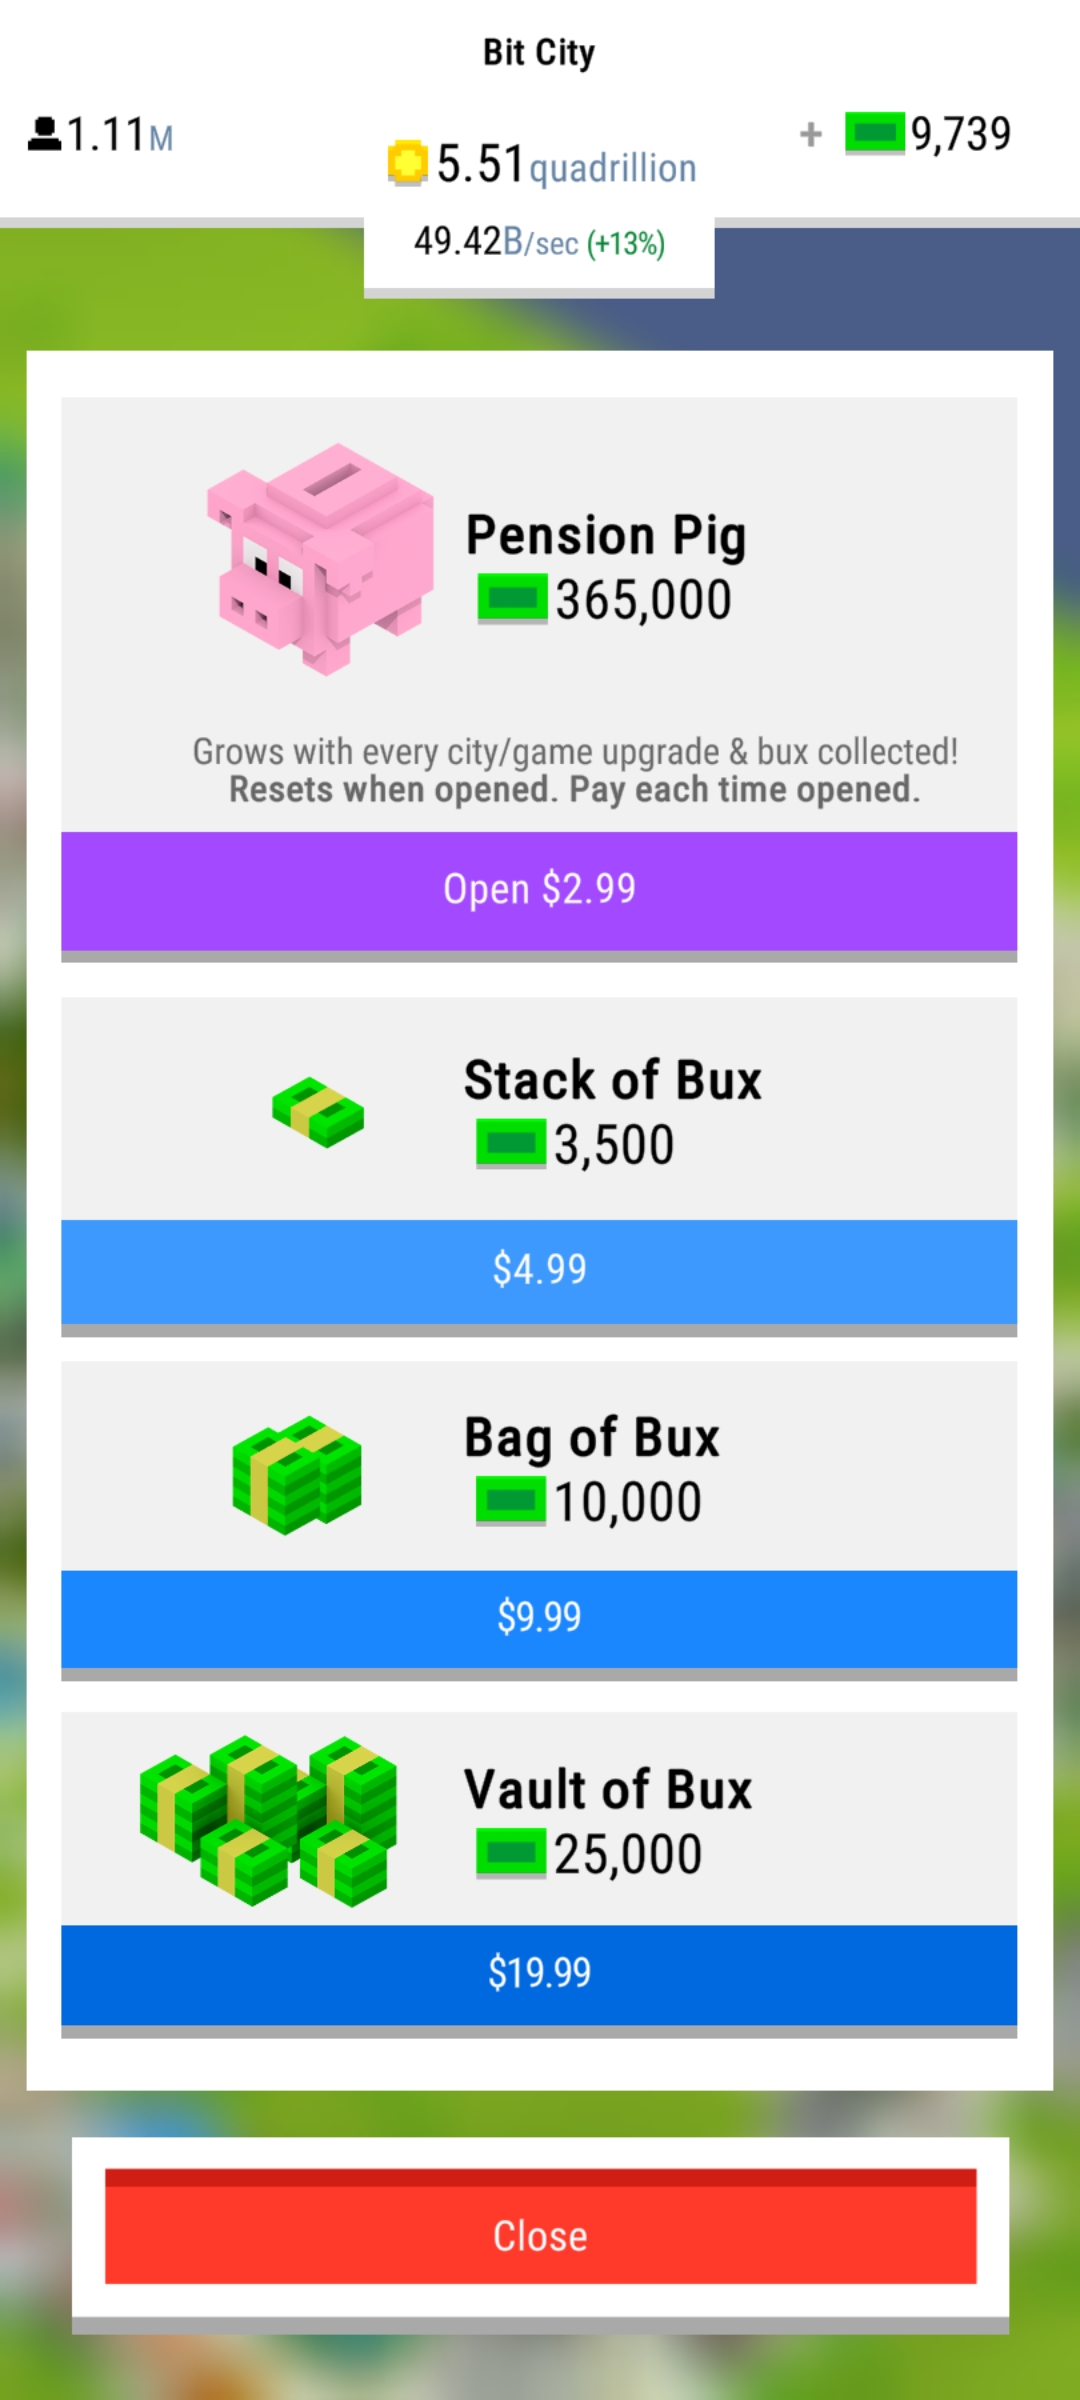 Bit City
1.11M
5.51quadrillion
+ 9,739
49.42B/sec (+13%)
Pension Pig
365,000
Grows with every city/game upgrade & bux collected!
Resets when opened. Pay each time opened.
Open $2.99
Stack of Bux
3,500
$4.99
Bag of Bux
10,000
$9.99
Vault of Bux
25,000
$19.99
Close